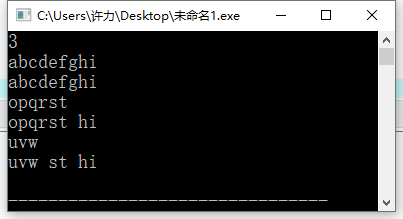 C:\Users\许力\Desktop\未命名1.exe
3
abcdefghi
abcdefghi
opqrst
opqrst hi
uvw
uvw st hi
--------------------------------